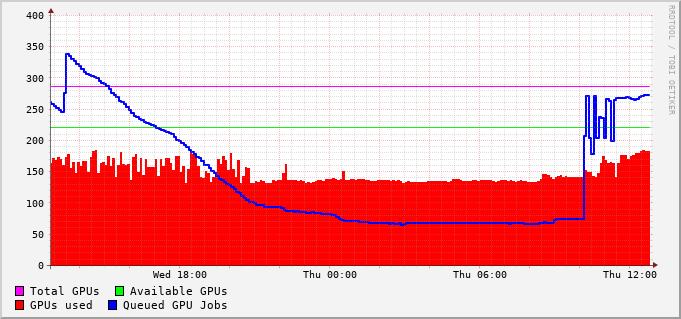 400
350
300
250
200
150
100
50
0
Wed 18:00 Thu 00:00 Thu 06:00 Thu 12:00
Total GPUs Available GPUs
GPUs used Queued GPU Jobs
RRDTOOL / TOBI OETIKER